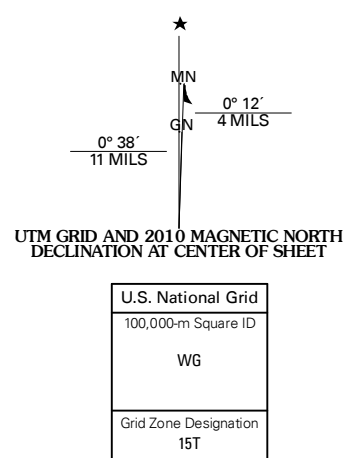 ★
MN
0° 12´
4 MILS
GN
0° 38´
11 MILS
UTM GRID AND 2010 MAGNETIC NORTH
DECLINATION AT CENTER OF SHEET
U.S. National Grid
100,000-m Square ID
WG
Grid Zone Designation
15T